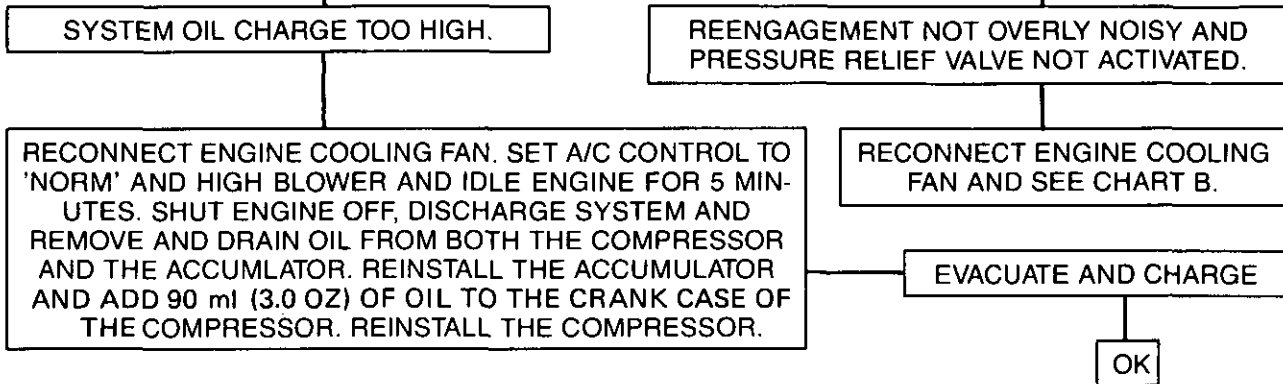 SYSTEM OIL CHARGE TOO HIGH.
REENGAGEMENT NOT OVERLY NOISY AND
PRESSURE RELIEF VALVE NOT ACTIVATED.
RECONNECT ENGINE COOLING FAN. SET A/C CONTROL TO
'NORM' AND HIGH BLOWER AND IDLE ENGINE FOR 5 MIN-
UTES. SHUT ENGINE OFF, DISCHARGE SYSTEM AND
REMOVE AND DRAIN OIL FROM BOTH THE COMPRESSOR
AND THE ACCUMLATOR. REINSTALL THE ACCUMULATOR
AND ADD 90 ml (3.0 OZ) OF OIL TO THE CRANK CASE OF
THE COMPRESSOR. REINSTALL THE COMPRESSOR.
RECONNECT ENGINE COOLING
FAN AND SEE CHART B.
EVACUATE AND CHARGE
OK